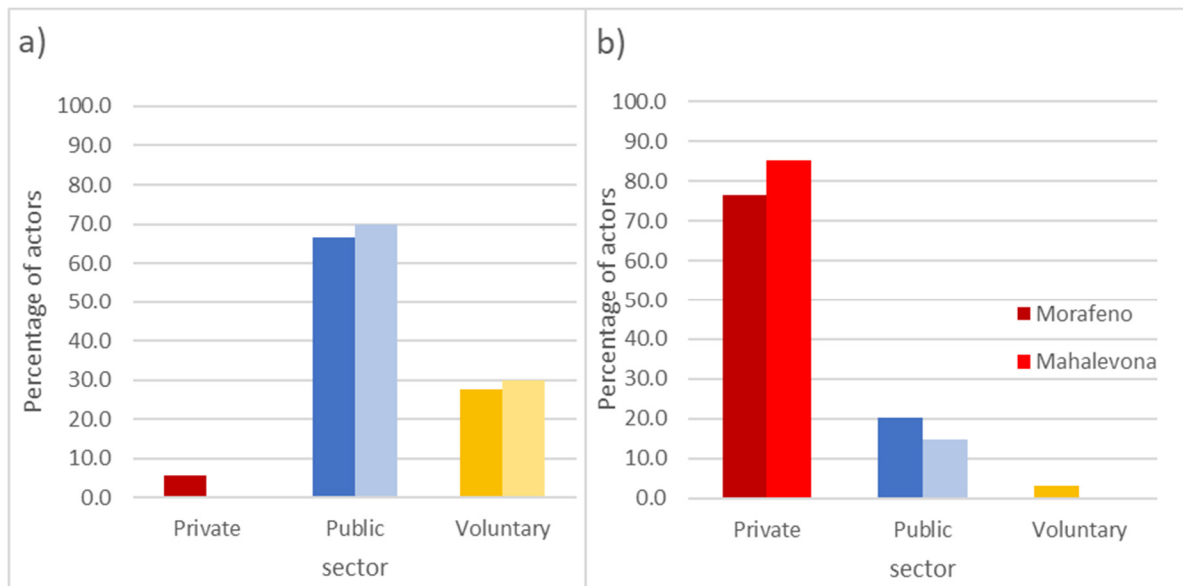 a)
100.0
90.0
80.0
70.0
60.0
50.0
40.0
30.0
20.0
10.0
0.0
Percentage of actors
Private Public Voluntary
sector
b)
100.0
90.0
80.0
70.0
60.0
50.0
40.0
30.0
20.0
10.0
0.0
Percentage of actors
Morafeno
Mahalevona
Private Public Voluntary
sector